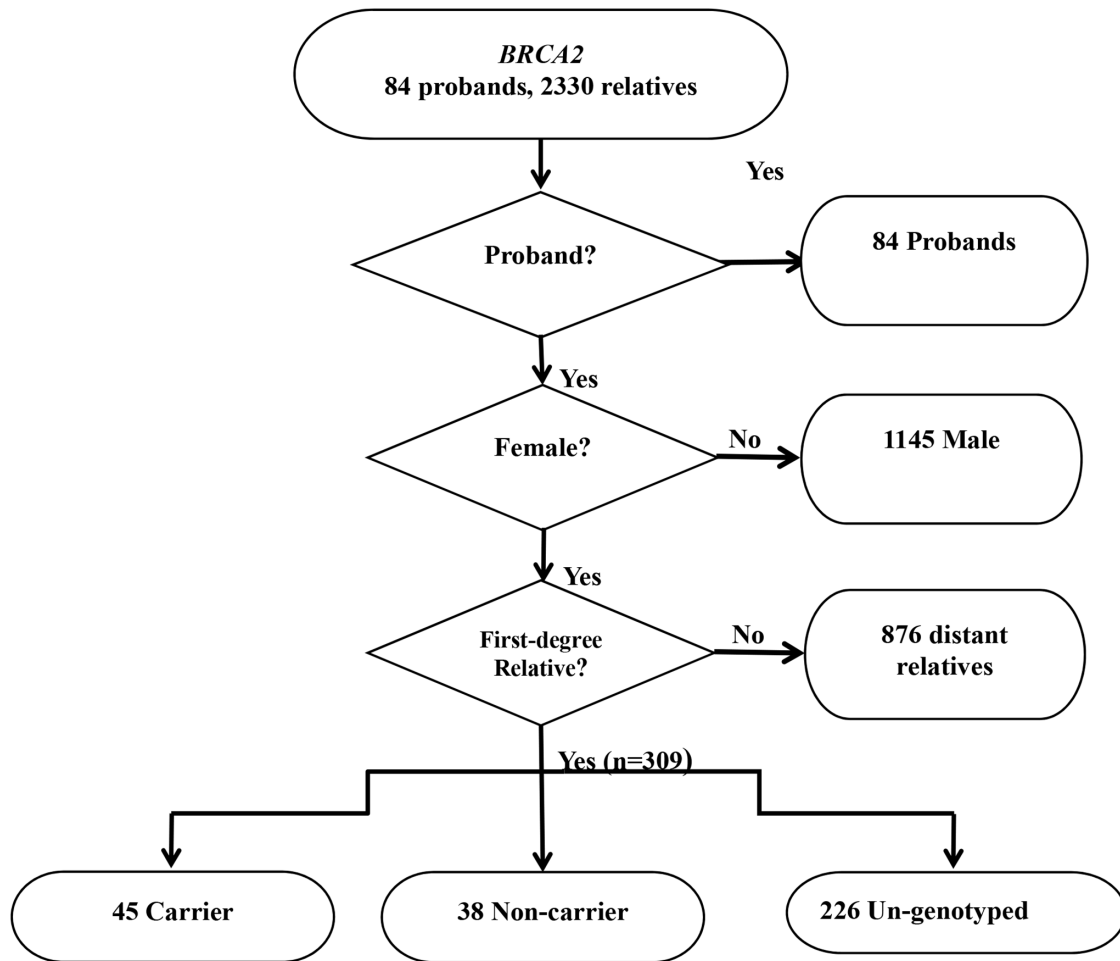 BRCA2
84 probands, 2330 relatives
Yes
Proband?
84 Probands
Yes
Female?
No
1145 Male
Yes
First-degree
Relative?
No
876 distant
relatives
Yes (n=309)
45 Carrier
38 Non-carrier
226 Un-genotyped